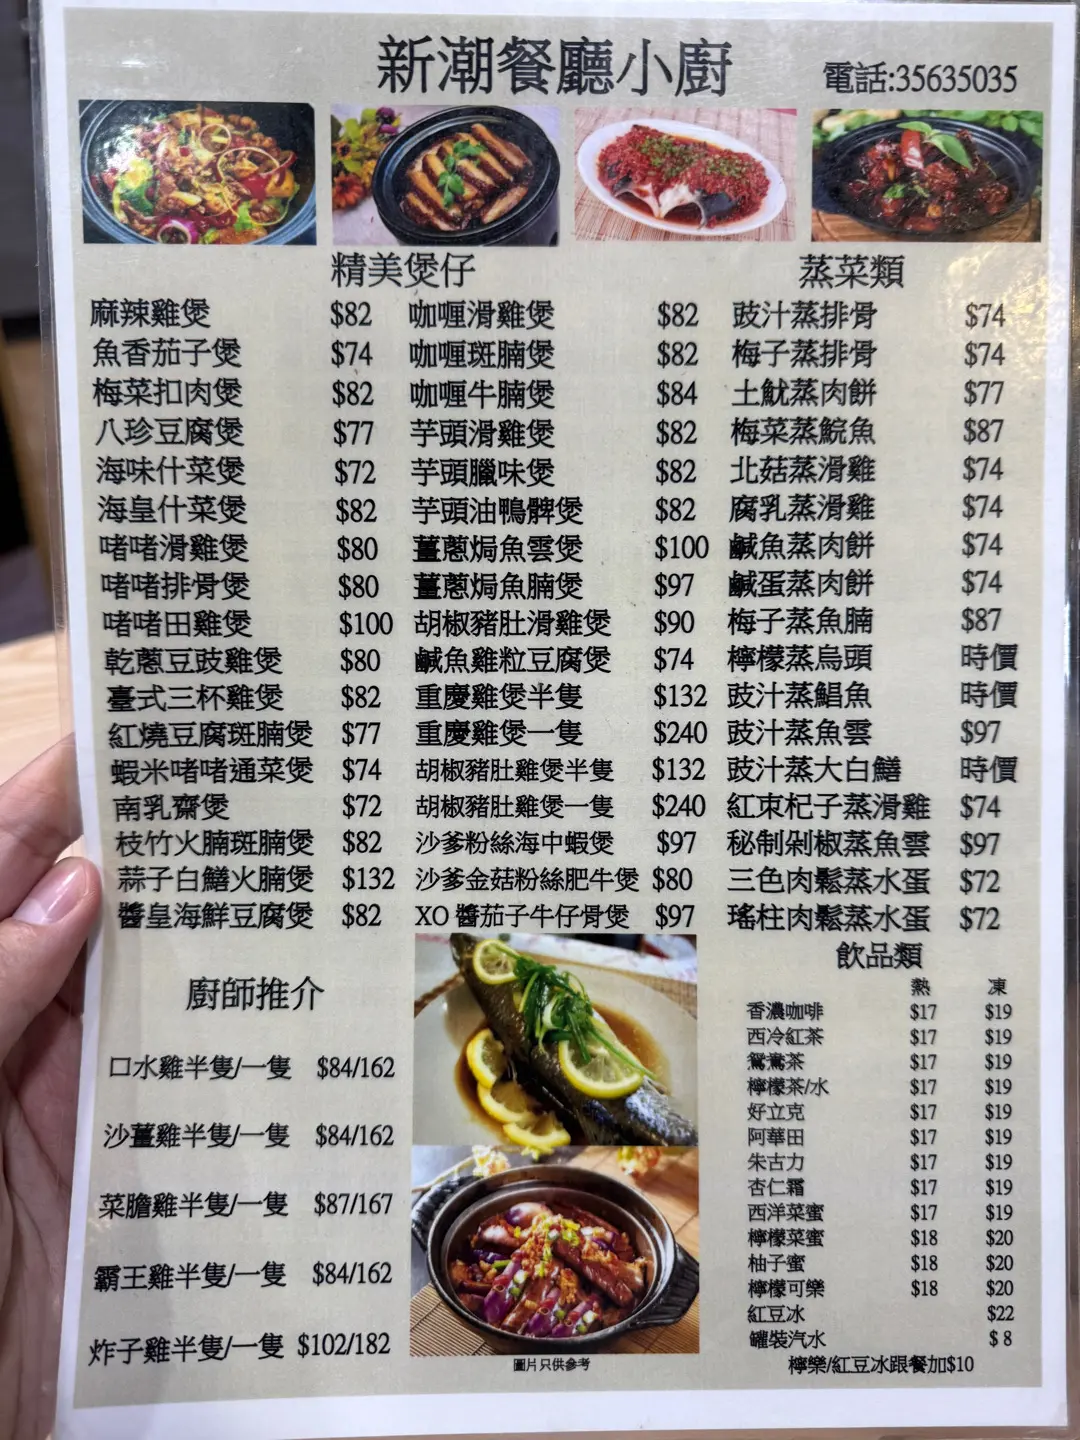 新潮餐廳小廚
電話:35635035
精美煲仔
麻辣雞煲 $82
魚香茄子煲 $74
梅菜扣肉煲 $82
八珍豆腐煲 $77
海味什菜煲 $72
海皇什菜煲 $82
啫啫滑雞煲 $80
啫啫排骨煲 $80
啫啫田雞煲 $100
乾蔥豆豉雞煲 $80
臺式三杯雞煲 $82
紅燒豆腐斑腩煲 $77
蝦米啫啫通菜煲 $74
南乳齋煲 $72
枝竹火腩斑腩煲 $82
蒜子白鱔火腩煲 $132
醬皇海鮮豆腐煲 $82
咖喱滑雞煲 $82
咖喱斑腩煲 $82
咖喱牛腩煲 $84
芋頭滑雞煲 $82
芋頭臘味煲 $82
芋頭油鴨髀煲 $82
薑蔥焗魚雲煲 $100
薑蔥焗魚腩煲 $97
胡椒豬肚滑雞煲 $90
鹹魚雞粒豆腐煲 $74
重慶雞煲半隻 $132
重慶雞煲一隻 $240
胡椒豬肚雞煲半隻 $132
胡椒豬肚雞煲一隻 $240
沙爹粉絲海中蝦煲 $97
沙爹金菇粉絲肥牛煲 $80
XO 醬茄子牛仔骨煲 $97
蒸菜類
豉汁蒸排骨 $74
梅子蒸排骨 $74
土魷蒸肉餅 $77
梅菜蒸鯇魚 $87
北菇蒸滑雞 $74
腐乳蒸滑雞 $74
鹹魚蒸肉餅 $74
鹹蛋蒸肉餅 $74
梅子蒸魚腩 $87
檸檬蒸烏頭 時價
豉汁蒸鯧魚 時價
豉汁蒸魚雲 $97
豉汁蒸大白鱔 時價
紅朿杞子蒸滑雞 $74
秘制剁椒蒸魚雲 $97
三色肉鬆蒸水蛋 $72
瑤柱肉鬆蒸水蛋 $72
廚師推介
口水雞半隻/一隻 $84/162
沙薑雞半隻/一隻 $84/162
菜膽雞半隻/一隻 $87/167
霸王雞半隻/一隻 $84/162
炸子雞半隻/一隻 $102/182
圖片只供參考
飲品類
熱 凍
香濃咖啡 $17 $19
西冷紅茶 $17 $19
鴛鴦茶 $17 $19
檸檬茶/水 $17 $19
好立克 $17 $19
阿華田 $17 $19
朱古力 $17 $19
杏仁霜 $17 $19
西洋菜蜜 $17 $19
檸檬菜蜜 $18 $20
柚子蜜 $18 $20
檸檬可樂 $18 $20
紅豆冰 $22
罐裝汽水 $ 8
檸樂/紅豆冰跟餐加$10